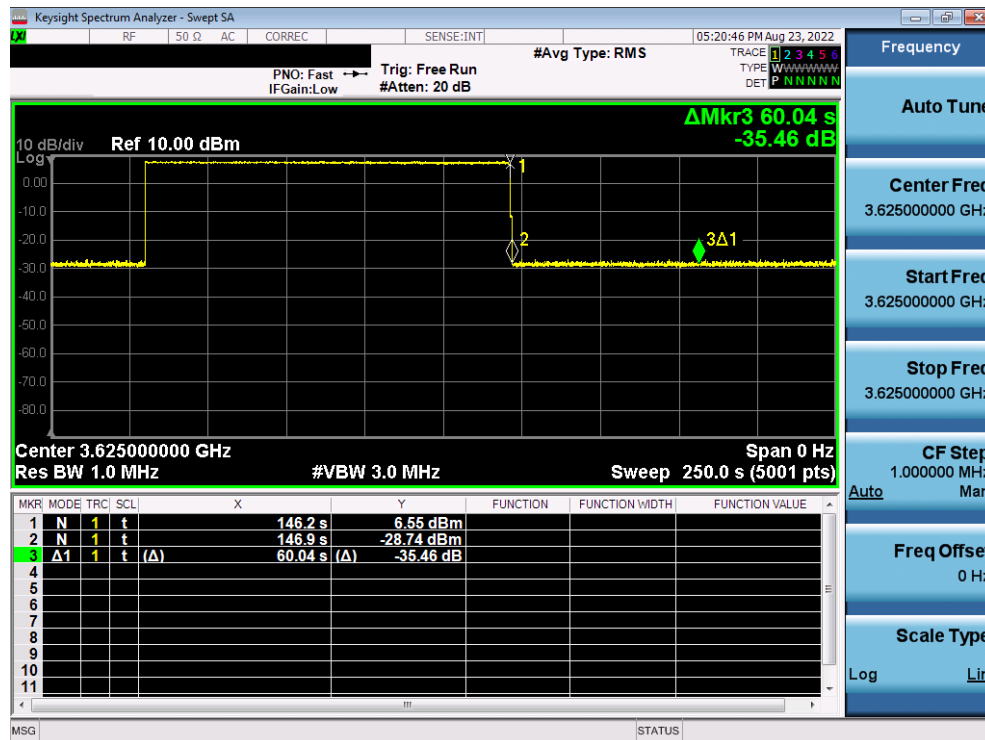 Keysight Spectrum Analyzer - Swept SA
LXI RF 50 Ω AC CORREC SENSE:INT 05:20:46 PM Aug 23, 2022
#Avg Type: RMS
TRACE 1 2 3 4 5 6
PNO: Fast Trig: Free Run
TYPE WWWWWW
IFGain:Low #Atten: 20 dB
DET P N N N N N
ΔMkr3 60.04 s
-35.46 dB
10 dB/div Ref 10.00 dBm
Log
0.00
-10.0
-20.0
-30.0
-40.0
-50.0
-60.0
-70.0
-80.0
1
2
3Δ1
Center 3.625000000 GHz Span 0 Hz
Res BW 1.0 MHz #VBW 3.0 MHz Sweep 250.0 s (5001 pts)
MKR MODE TRC SCL X Y FUNCTION FUNCTION WIDTH FUNCTION VALUE
1 N 1 t 146.2 s 6.55 dBm
2 N 1 t 146.9 s -28.74 dBm
3 Δ1 1 t (Δ) 60.04 s (Δ) -35.46 dB
4
5
6
7
8
9
10
11
MSG STATUS
Frequency
Auto Tune
Center Freq
3.625000000 GHz
Start Freq
3.625000000 GHz
Stop Freq
3.625000000 GHz
CF Step
1.000000 MHz
Auto Man
Freq Offset
0 Hz
Scale Type
Log Lin